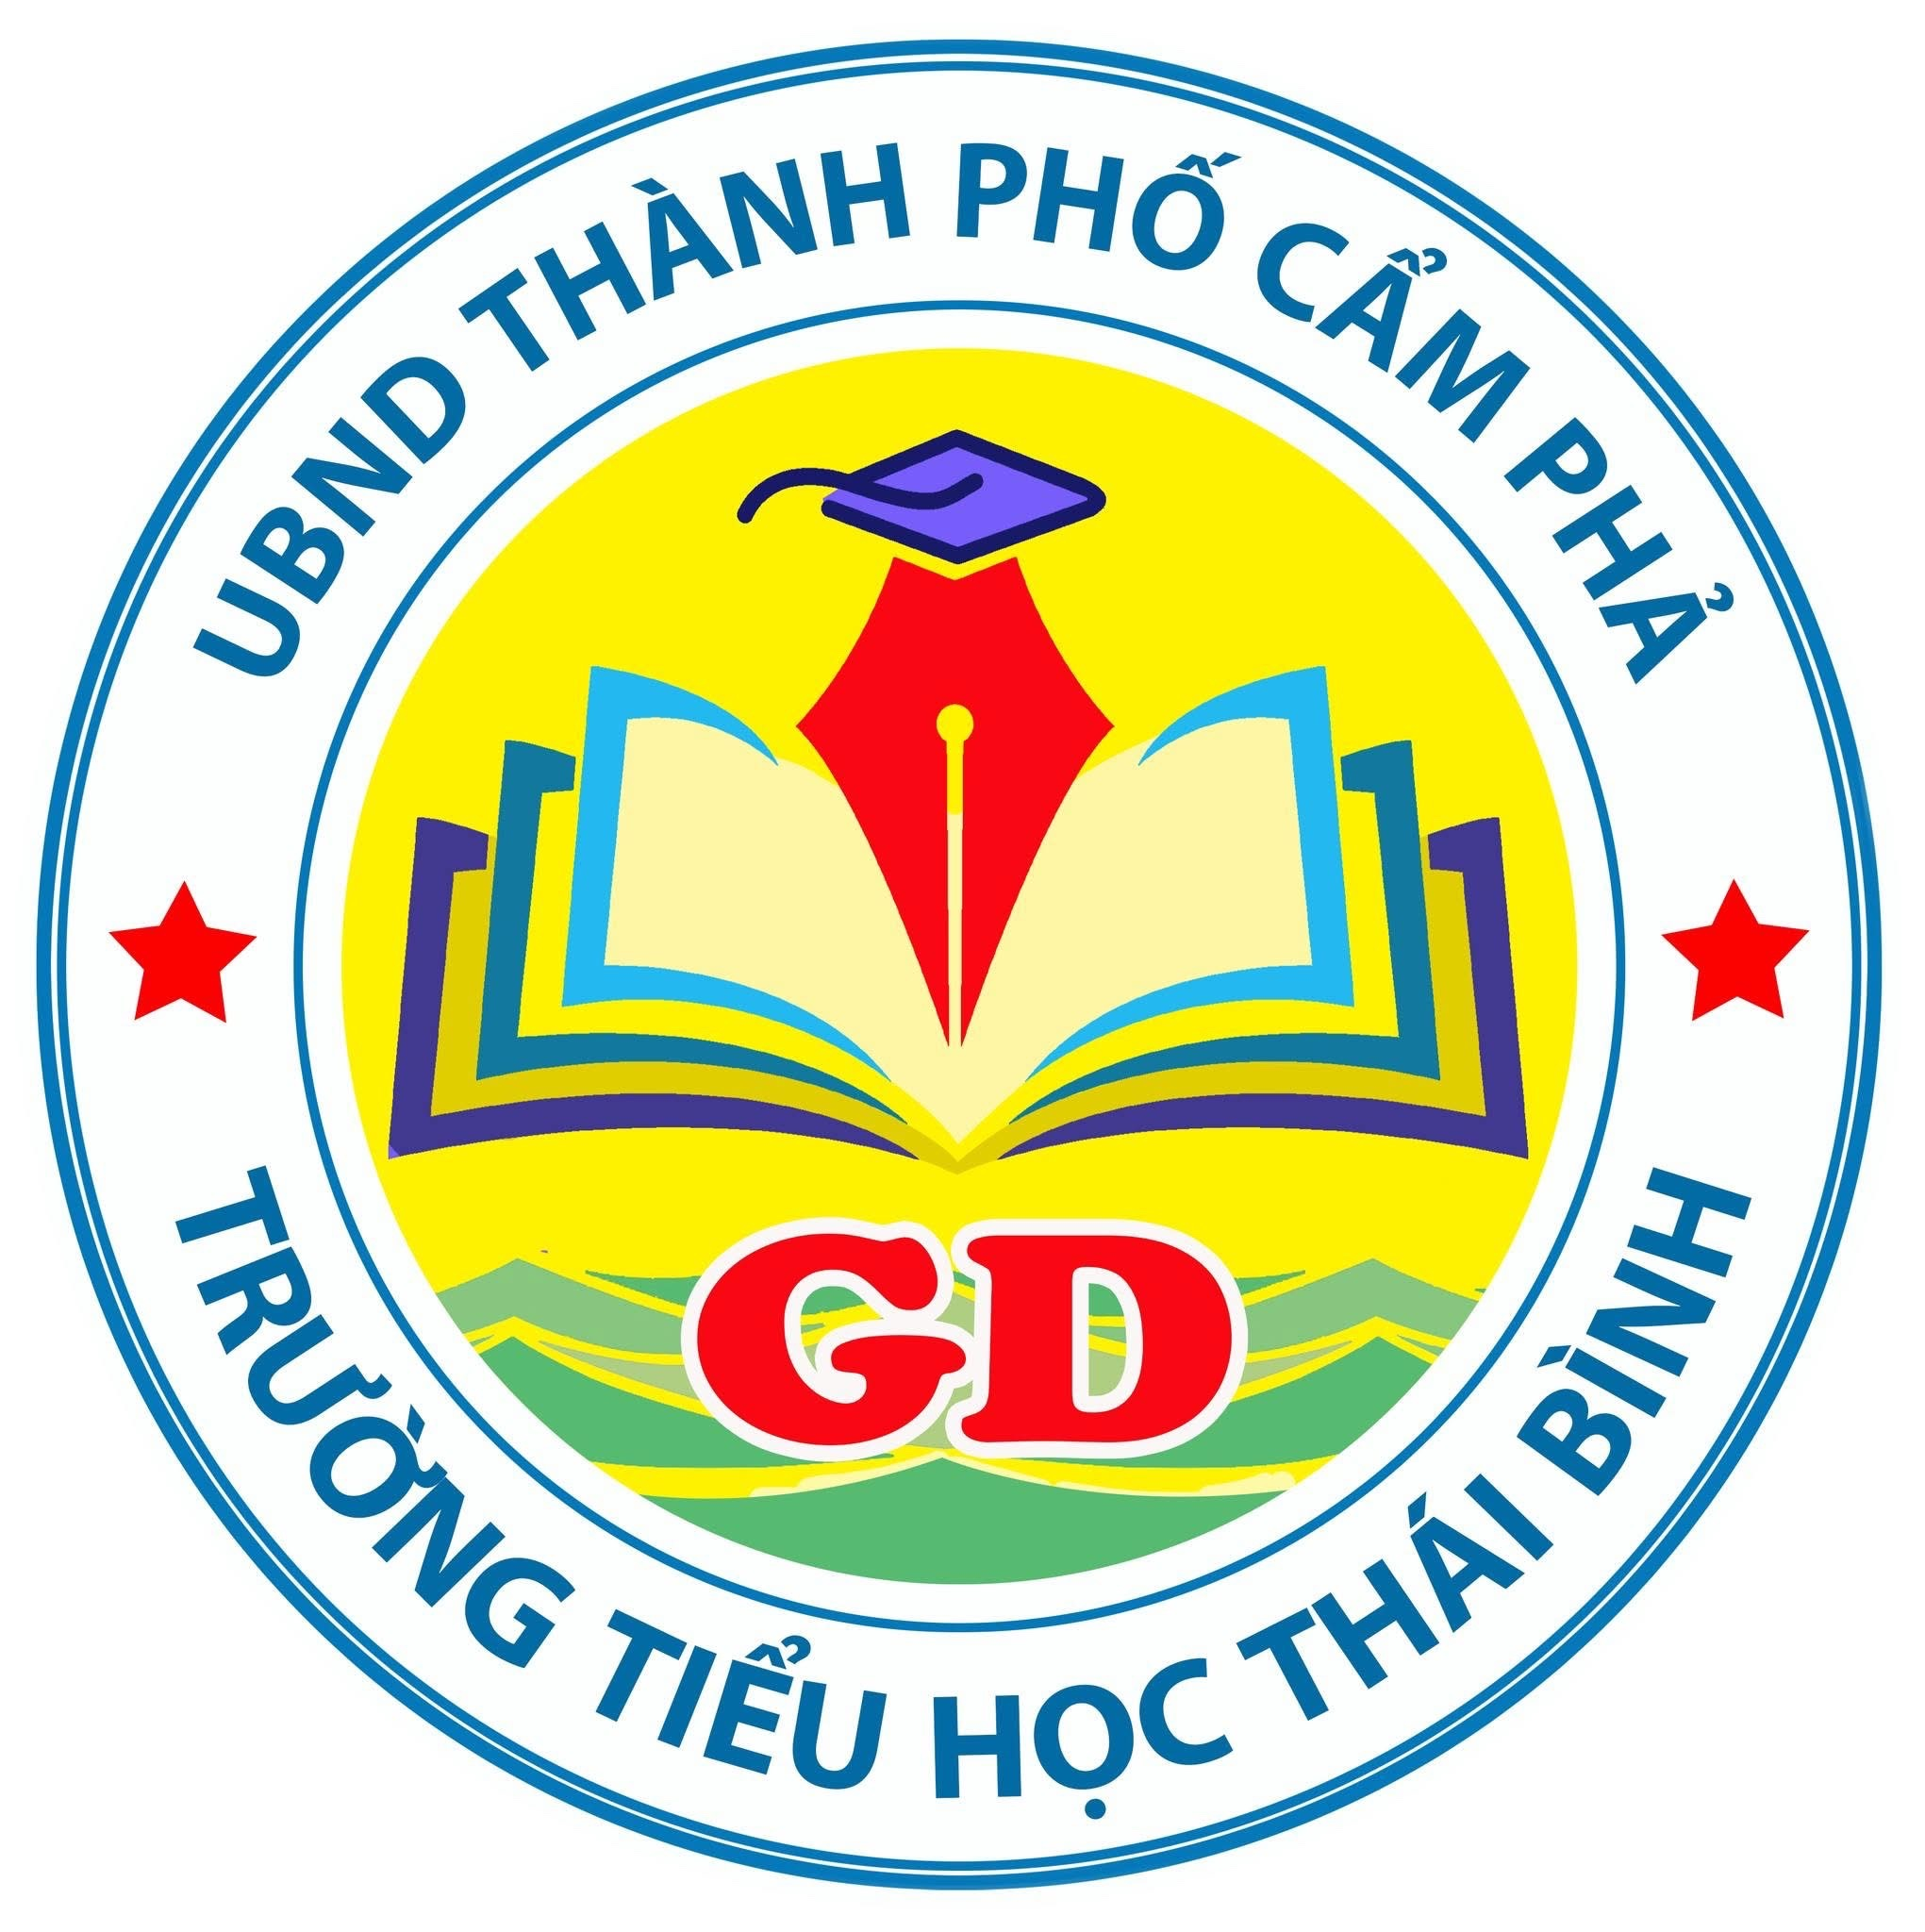 UBND THÀNH PHỐ CẨM PHẢ
GD
TRƯỜNG TIỂU HỌC THÁI BÌNH